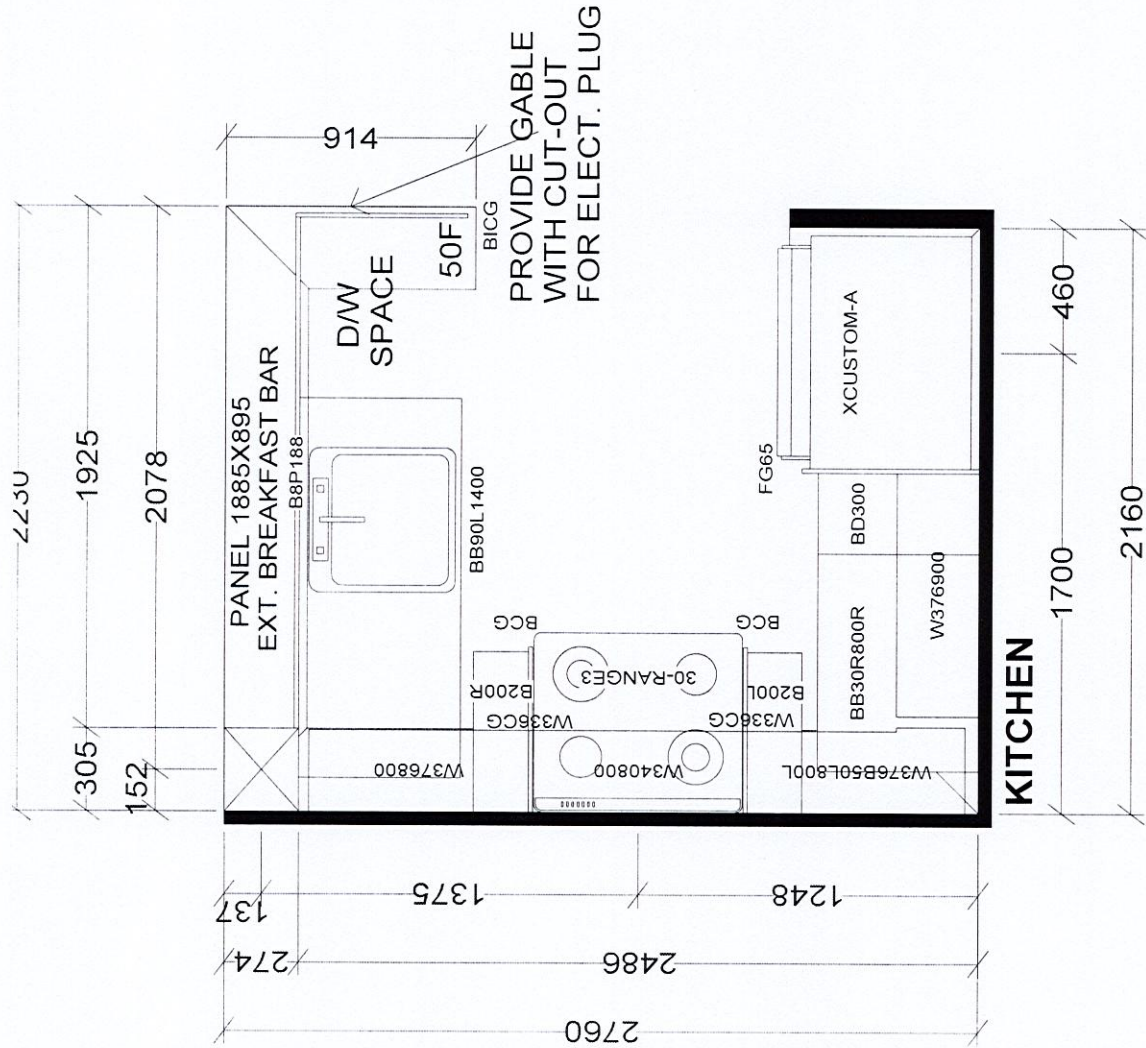 2230
1925
305
2078
152
914
PANEL 1885X895
EXT. BREAKFAST BAR
B8P188
D/W
SPACE
50F
BICG
PROVIDE GABLE
WITH CUT-OUT
FOR ELECT. PLUG
BB90L1400
W376800
BCG
B200R
W336CG
30-RANGE3
W340800
BCG
B200L
W336CG
W376B50L800L
BB30R800R
BD300
W376900
FG65
XCUSTOM-A
KITCHEN
137
1375
1248
274
2486
2760
460
1700
2160